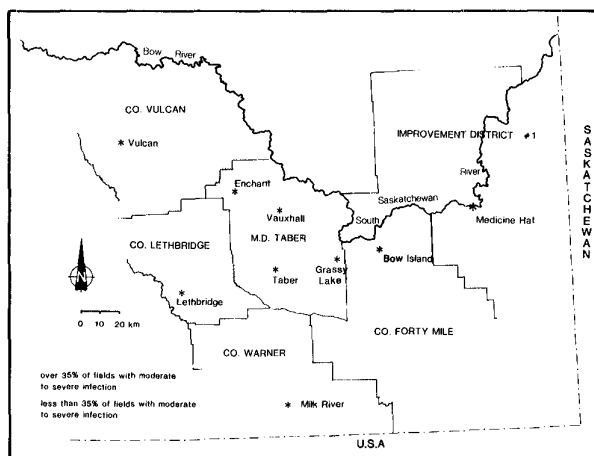 Bow River
CO. VULCAN
* Vulcan
IMPROVEMENT DISTRICT #1
SASKATCHEWAN
River
Enchant
*
Saskatchewan
Vauxhall
South
Medicine Hat
CO. LETHBRIDGE
M.D. TABER
N
* Taber
Grassy
Lake
Bow Island
Lethbridge
0 10 20 km
CO. FORTY MILE
CO. WARNER
over 35% of fields with moderate
to severe infection
less than 35% of fields with moderate
to severe infection
* Milk River
U.S.A